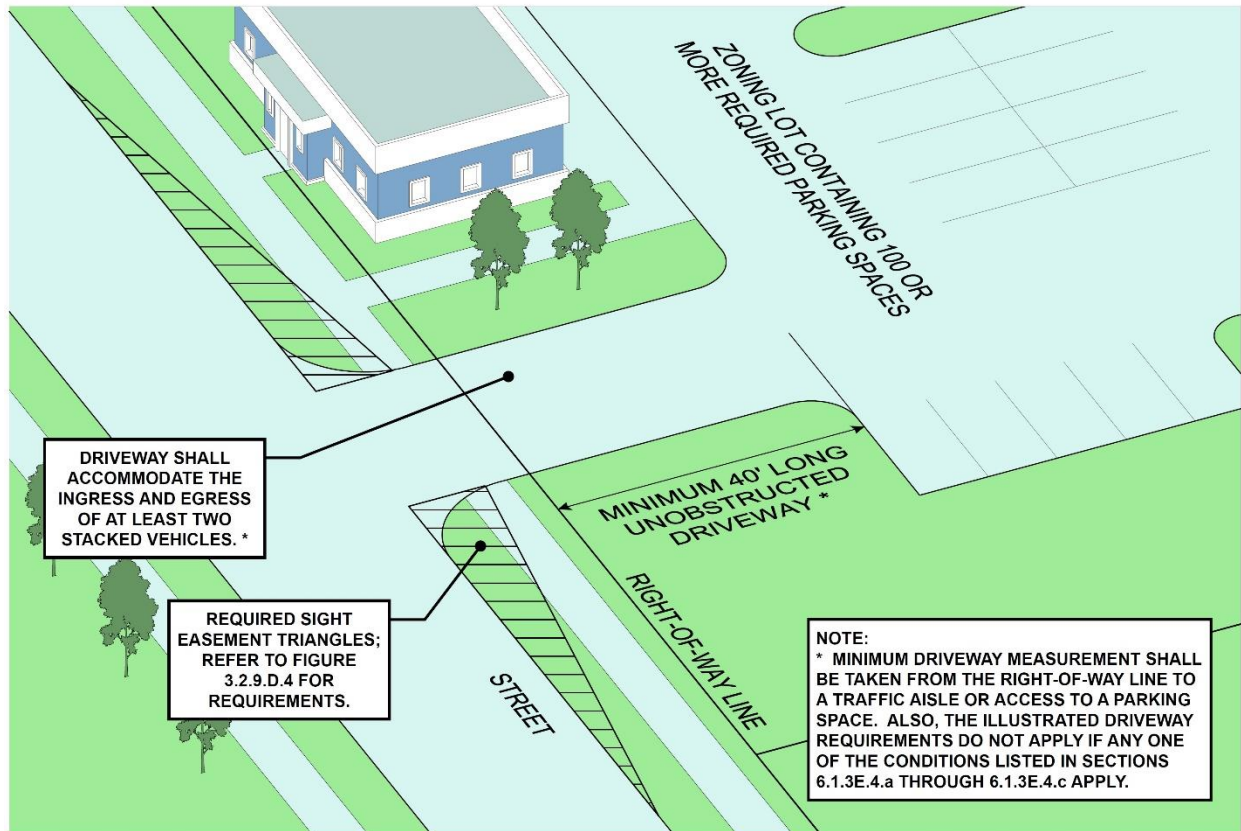 ZONING LOT CONTAINING 100 OR
MORE REQUIRED PARKING SPACES
DRIVEWAY SHALL
ACCOMMODATE THE
INGRESS AND EGRESS
OF AT LEAST TWO
STACKED VEHICLES. *
MINIMUM 40' LONG
UNOBSTRUCTED
DRIVEWAY *
REQUIRED SIGHT
EASEMENT TRIANGLES;
REFER TO FIGURE
3.2.9.D.4 FOR
REQUIREMENTS.
STREET
RIGHT-OF-WAY LINE
NOTE:
* MINIMUM DRIVEWAY MEASUREMENT SHALL
BE TAKEN FROM THE RIGHT-OF-WAY LINE TO
A TRAFFIC AISLE OR ACCESS TO A PARKING
SPACE. ALSO, THE ILLUSTRATED DRIVEWAY
REQUIREMENTS DO NOT APPLY IF ANY ONE
OF THE CONDITIONS LISTED IN SECTIONS
6.1.3E.4.a THROUGH 6.1.3E.4.c APPLY.